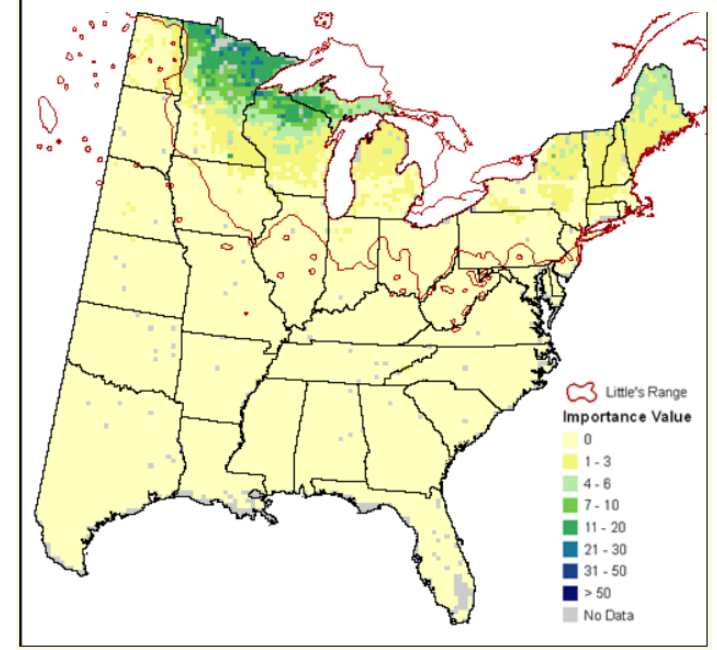 Little's Range
Importance Value
0
1 - 3
4 - 6
7 - 10
11 - 20
21 - 30
31 - 50
> 50
No Data